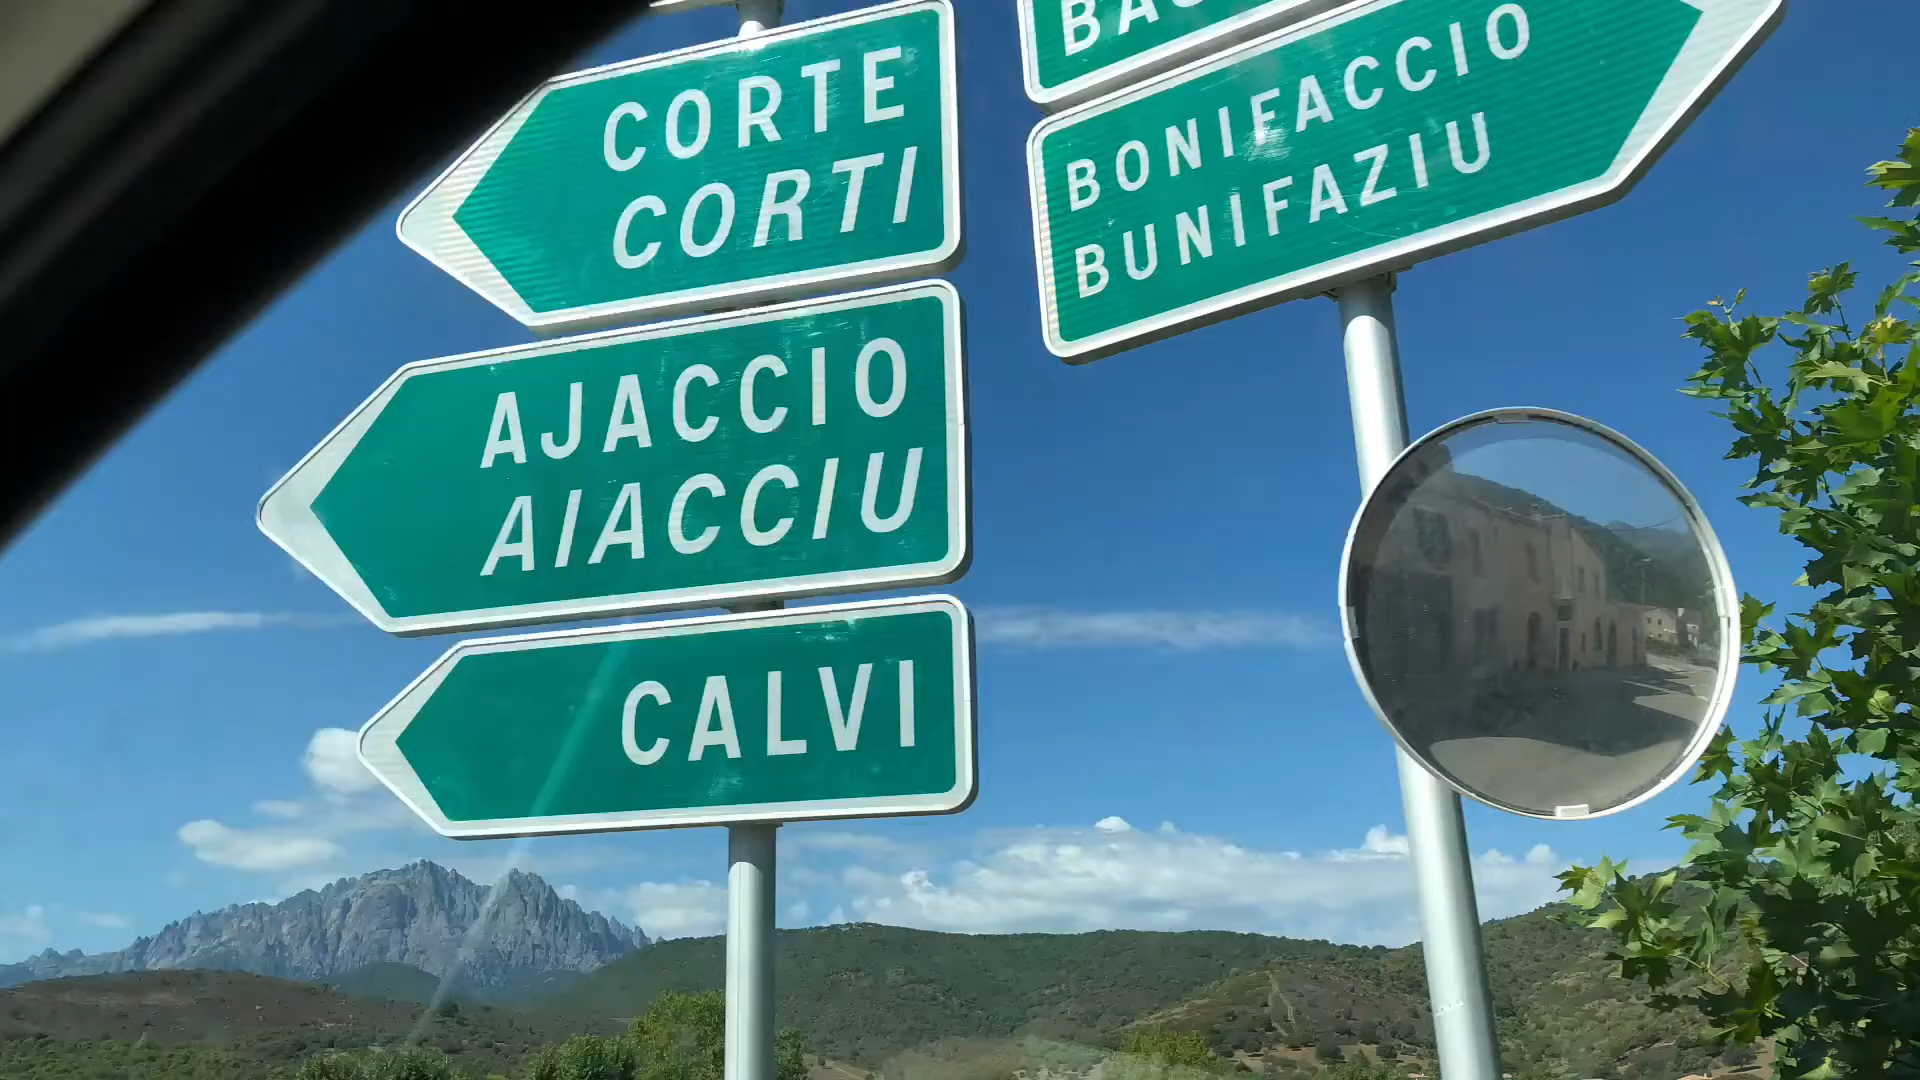 CORTE
CORTI
AJACCIO
AIACCIU
CALVI
BONIFACCIO
BUNIFAZIU